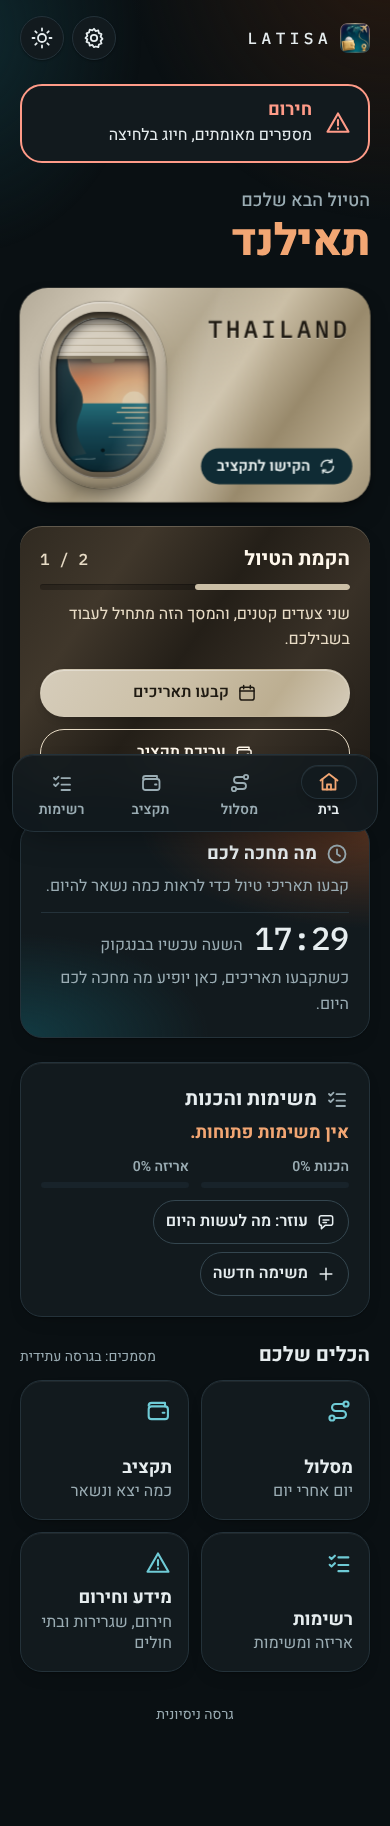 LATISA
חירום
מספרים מאומתים, חיוג בלחיצה
הטיול הבא שלכם
תאילנד
THAILAND
הקישו לתקציב
הקמת הטיול
1 / 2
שני צעדים קטנים, והמסך הזה מתחיל לעבוד
בשבילכם.
קבעו תאריכים
עריכת תקציב
בית
מסלול
תקציב
רשימות
מה מחכה לכם
קבעו תאריכי טיול כדי לראות כמה נשאר להיום.
17:29 השעה עכשיו בבנגקוק
כשתקבעו תאריכים, כאן יופיע מה מחכה לכם
היום.
משימות והכנות
אין משימות פתוחות.
הכנות 0%
אריזה 0%
עוזר: מה לעשות היום
משימה חדשה
הכלים שלכם
מסמכים: בגרסה עתידית
מסלול
יום אחרי יום
תקציב
כמה יצא ונשאר
רשימות
אריזה ומשימות
מידע וחירום
חירום, שגרירות ובתי
חולים
גרסה ניסיונית